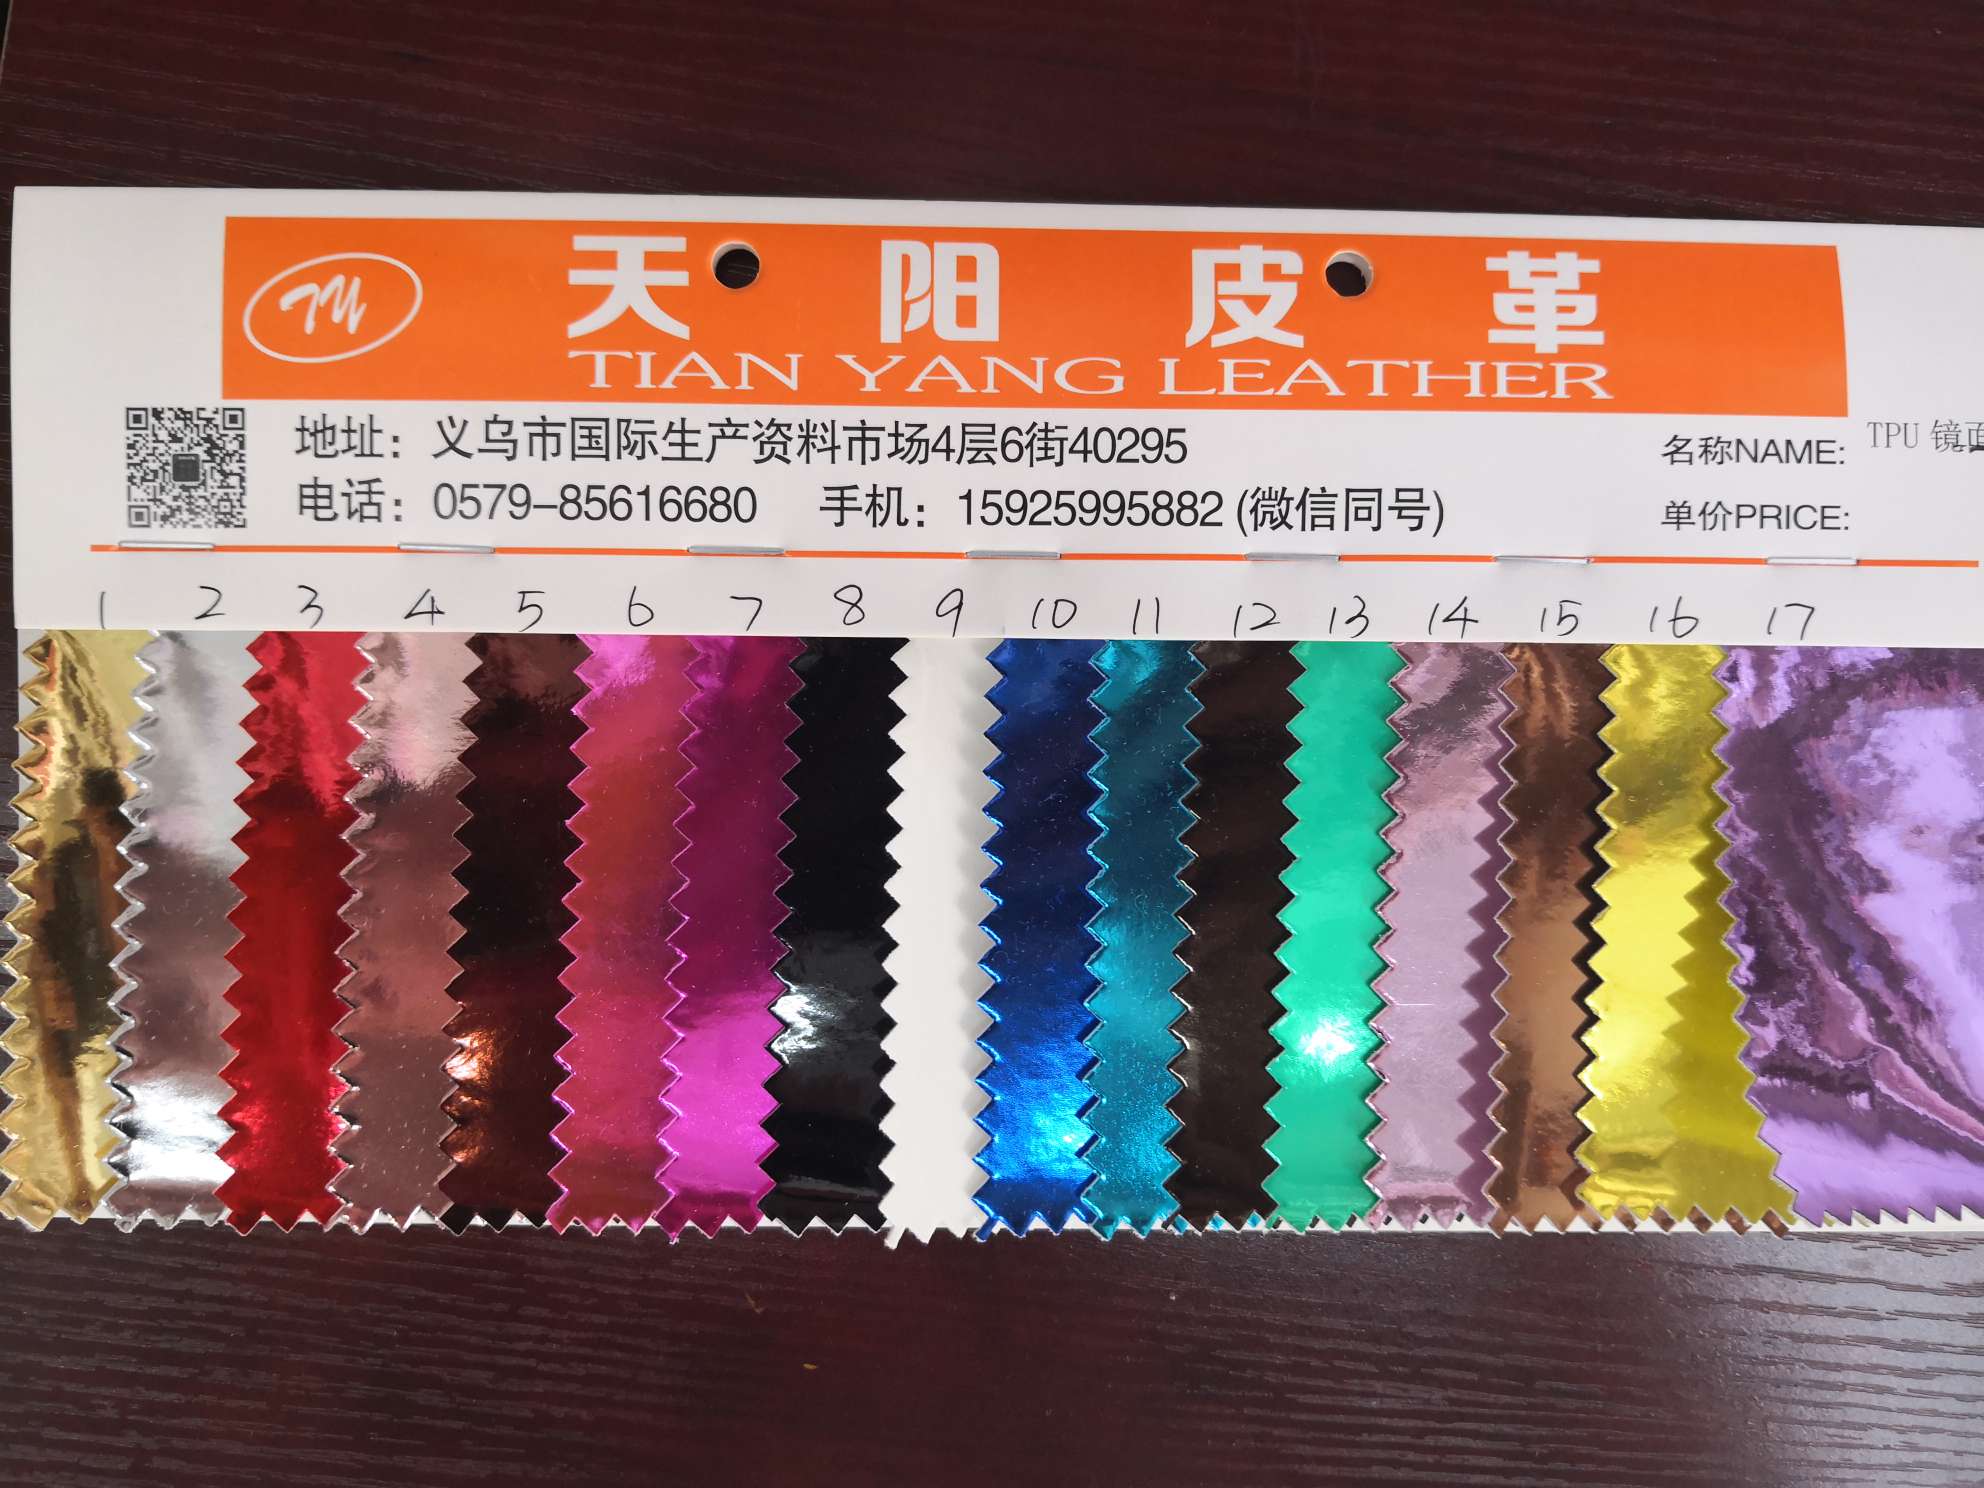 天 阳 皮 革
TIAN YANG LEATHER
地址：义乌市国际生产资料市场4层6街40295
名称NAME: TPU 镜面
电话：0579-85616680 手机：15925995882 (微信同号)
单价PRICE:
1 2 3 4 5 6 7 8 9 10 11 12 13 14 15 16 17